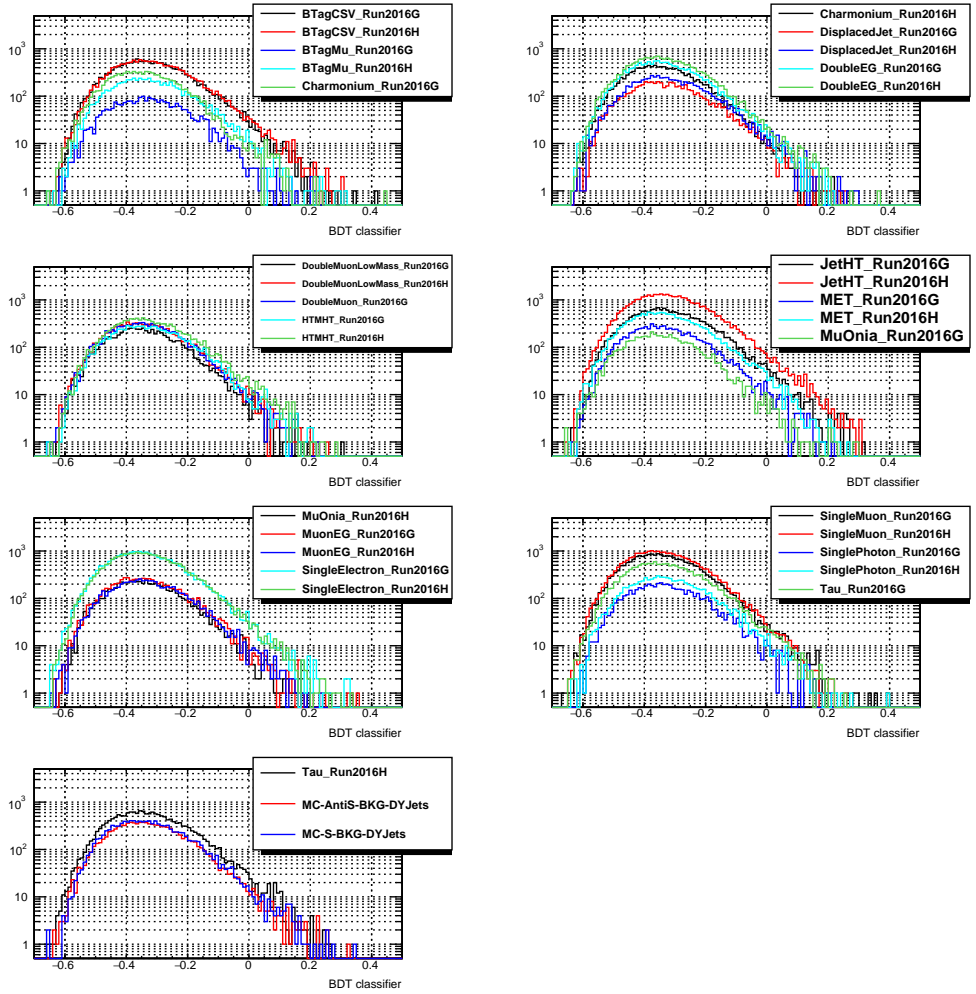 BTagCSV_Run2016G
BTagCSV_Run2016H
BTagMu_Run2016G
BTagMu_Run2016H
Charmonium_Run2016G
10³
10²
10
1
−0.6 −0.4 −0.2 0 0.2 0.4
BDT classifier
Charmonium_Run2016H
DisplacedJet_Run2016G
DisplacedJet_Run2016H
DoubleEG_Run2016G
DoubleEG_Run2016H
10³
10²
10
1
−0.6 −0.4 −0.2 0 0.2 0.4
BDT classifier
DoubleMuonLowMass_Run2016G
DoubleMuonLowMass_Run2016H
DoubleMuon_Run2016G
HTMHT_Run2016G
HTMHT_Run2016H
10³
10²
10
1
−0.6 −0.4 −0.2 0 0.2 0.4
BDT classifier
JetHT_Run2016G
JetHT_Run2016H
MET_Run2016G
MET_Run2016H
MuOnia_Run2016G
10³
10²
10
1
−0.6 −0.4 −0.2 0 0.2 0.4
BDT classifier
MuOnia_Run2016H
MuonEG_Run2016G
MuonEG_Run2016H
SingleElectron_Run2016G
SingleElectron_Run2016H
10³
10²
10
1
−0.6 −0.4 −0.2 0 0.2 0.4
BDT classifier
SingleMuon_Run2016G
SingleMuon_Run2016H
SinglePhoton_Run2016G
SinglePhoton_Run2016H
Tau_Run2016G
10³
10²
10
1
−0.6 −0.4 −0.2 0 0.2 0.4
BDT classifier
Tau_Run2016H
MC-AntiS-BKG-DYJets
MC-S-BKG-DYJets
10³
10²
10
1
−0.6 −0.4 −0.2 0 0.2 0.4
BDT classifier